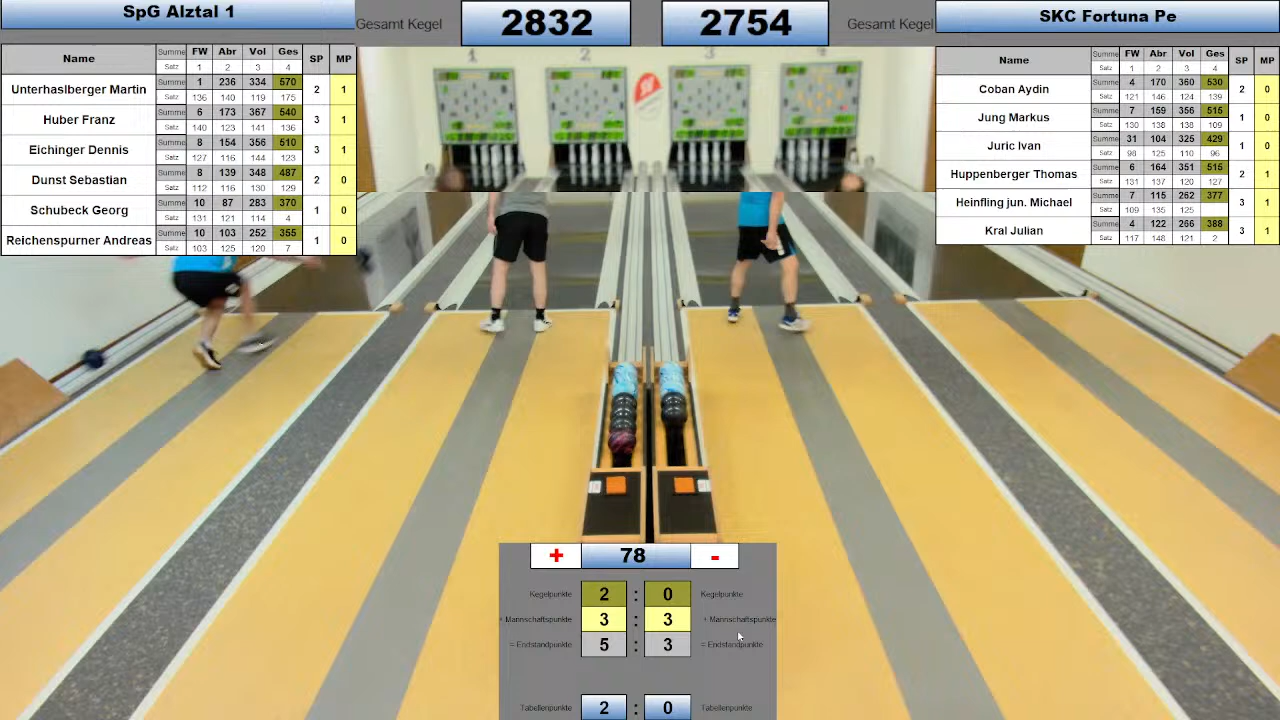 SpG Alztal 1
Gesamt Kegel 2832 2754 Gesamt Kegel
SKC Fortuna Pe
Name Summe FW Abr Vol Ges SP MP
Satz 1 2 3 4
Unterhaslberger Martin Summe 1 236 334 570 2 1
Satz 136 140 119 175
Huber Franz Summe 6 173 367 540 3 1
Satz 140 123 141 136
Eichinger Dennis Summe 8 154 356 510 3 1
Satz 127 116 144 123
Dunst Sebastian Summe 8 139 348 487 2 0
Satz 112 116 130 129
Schubeck Georg Summe 10 87 283 370 1 0
Satz 131 121 114 4
Reichenspurner Andreas Summe 10 103 252 355 1 0
Satz 103 125 120 7
1 2 3 4
Name Summe FW Abr Vol Ges SP MP
Satz 1 2 3 4
Coban Aydin Summe 4 170 360 530 2 0
Satz 121 146 124 139
Jung Markus Summe 7 159 356 515 1 0
Satz 130 138 138 109
Juric Ivan Summe 31 104 325 429 1 0
Satz 98 125 110 96
Huppenberger Thomas Summe 6 164 351 515 2 1
Satz 131 137 120 127
Heinfling jun. Michael Summe 7 115 262 377 3 1
Satz 109 135 125
Kral Julian Summe 4 122 266 388 3 1
Satz 117 148 121 2
+ 78 -
Kegelpunkte 2 : 0 Kegelpunkte
+ Mannschaftspunkte 3 : 3 + Mannschaftspunkte
= Endstandpunkte 5 : 3 = Endstandpunkte
Tabellenpunkte 2 : 0 Tabellenpunkte